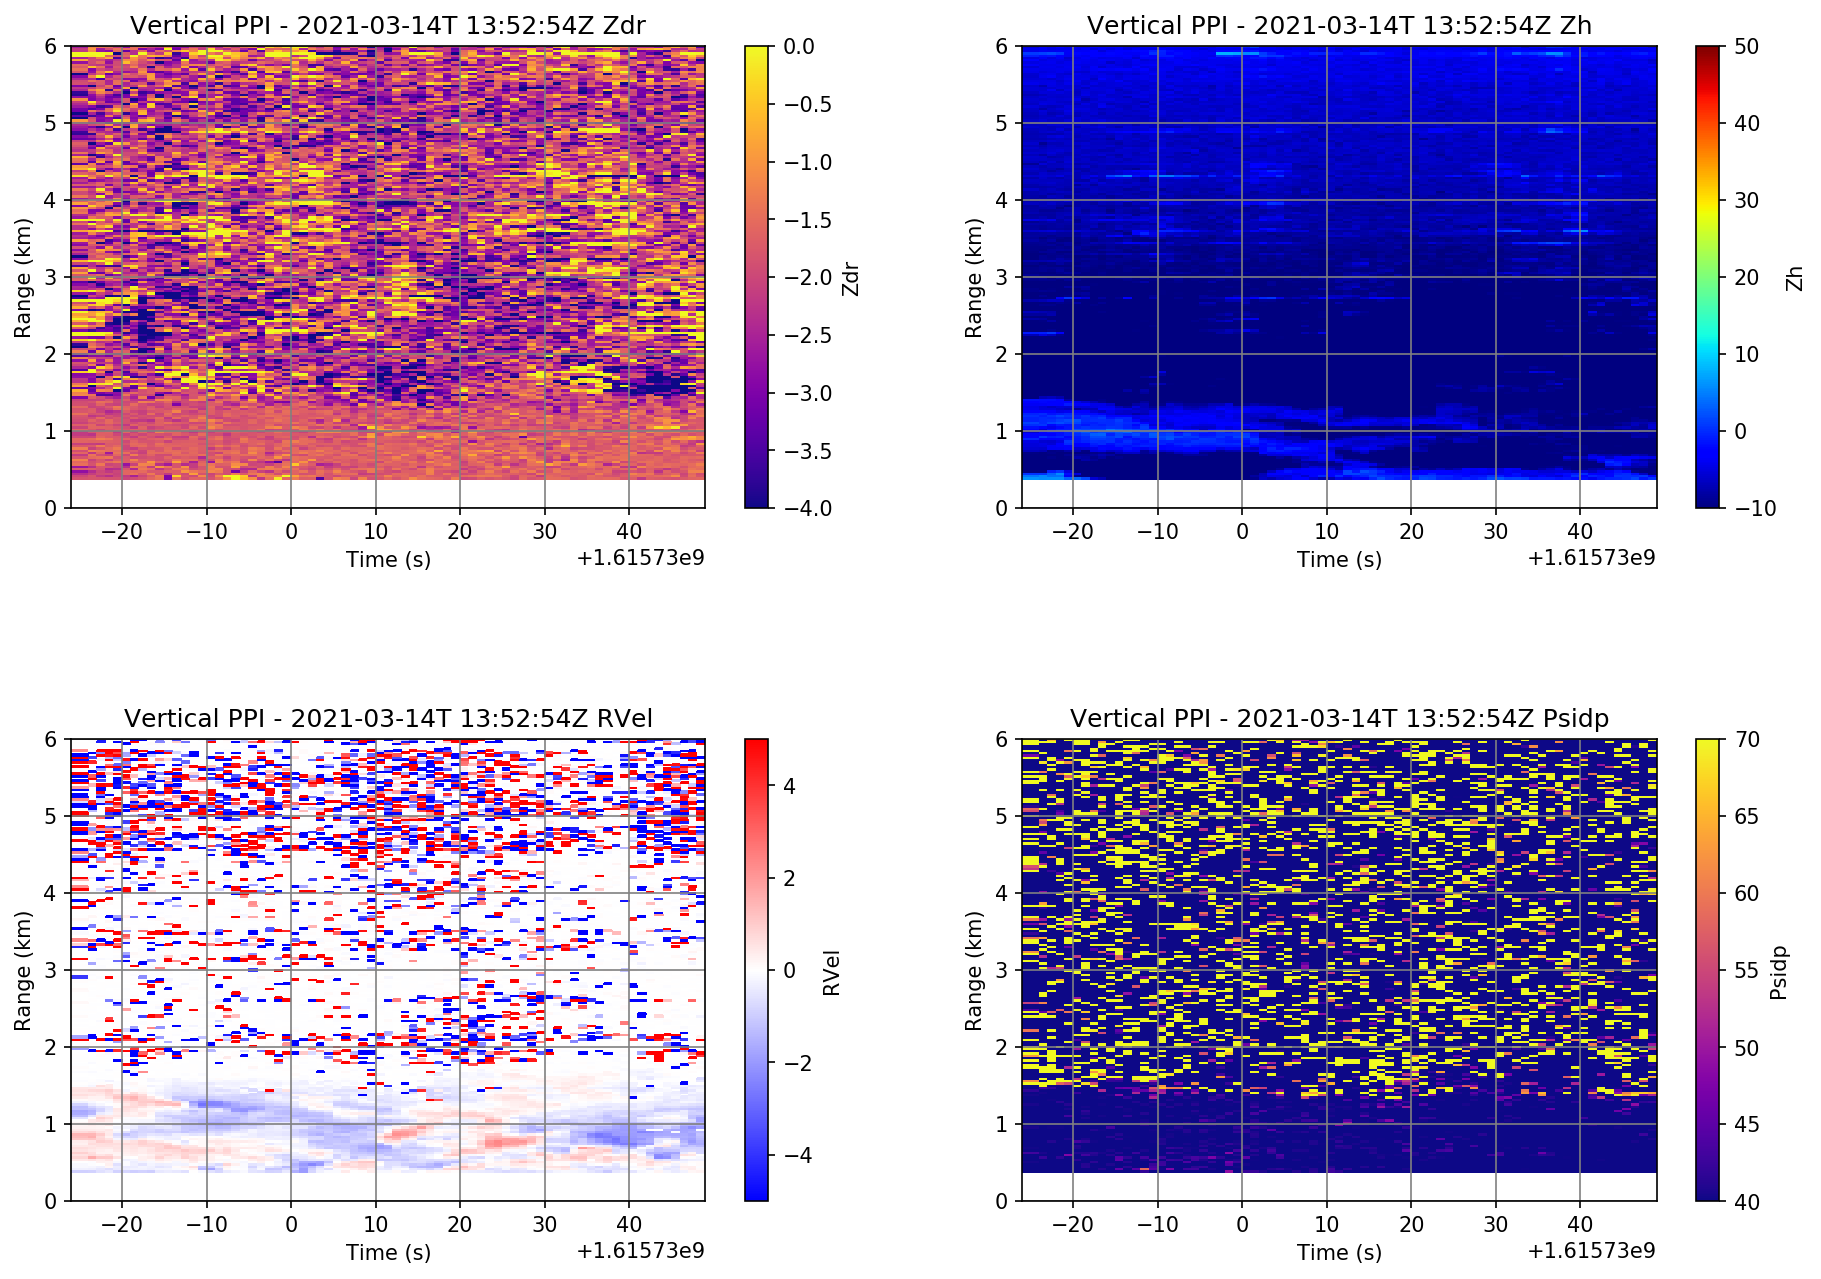 Vertical PPI - 2021-03-14T 13:52:54Z Zdr
6
5
4
3
2
1
0
Range (km)
−20 −10 0 10 20 30 40
Time (s)
+1.61573e9
0.0
−0.5
−1.0
−1.5
−2.0
−2.5
−3.0
−3.5
−4.0
Zdr
Vertical PPI - 2021-03-14T 13:52:54Z Zh
6
5
4
3
2
1
0
Range (km)
−20 −10 0 10 20 30 40
Time (s)
+1.61573e9
50
40
30
20
10
0
−10
Zh
Vertical PPI - 2021-03-14T 13:52:54Z RVel
6
5
4
3
2
1
0
Range (km)
−20 −10 0 10 20 30 40
Time (s)
+1.61573e9
4
2
0
−2
−4
RVel
Vertical PPI - 2021-03-14T 13:52:54Z Psidp
6
5
4
3
2
1
0
Range (km)
−20 −10 0 10 20 30 40
Time (s)
+1.61573e9
70
65
60
55
50
45
40
Psidp